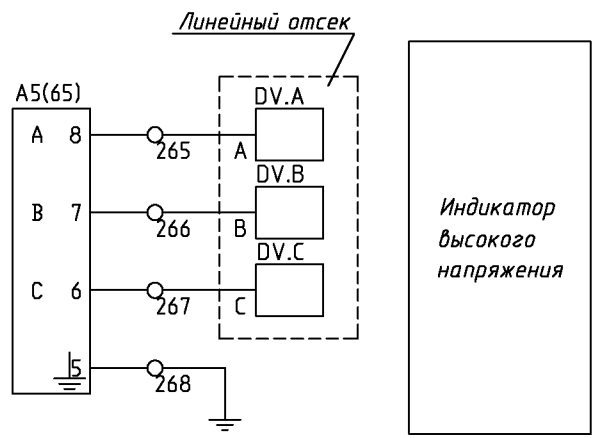 Линейный отсек
A5(65)
DV.A
A 8
265
A
DV.B
B 7
266
B
DV.C
C 6
267
C
5
268
Индикатор
высокого
напряжения